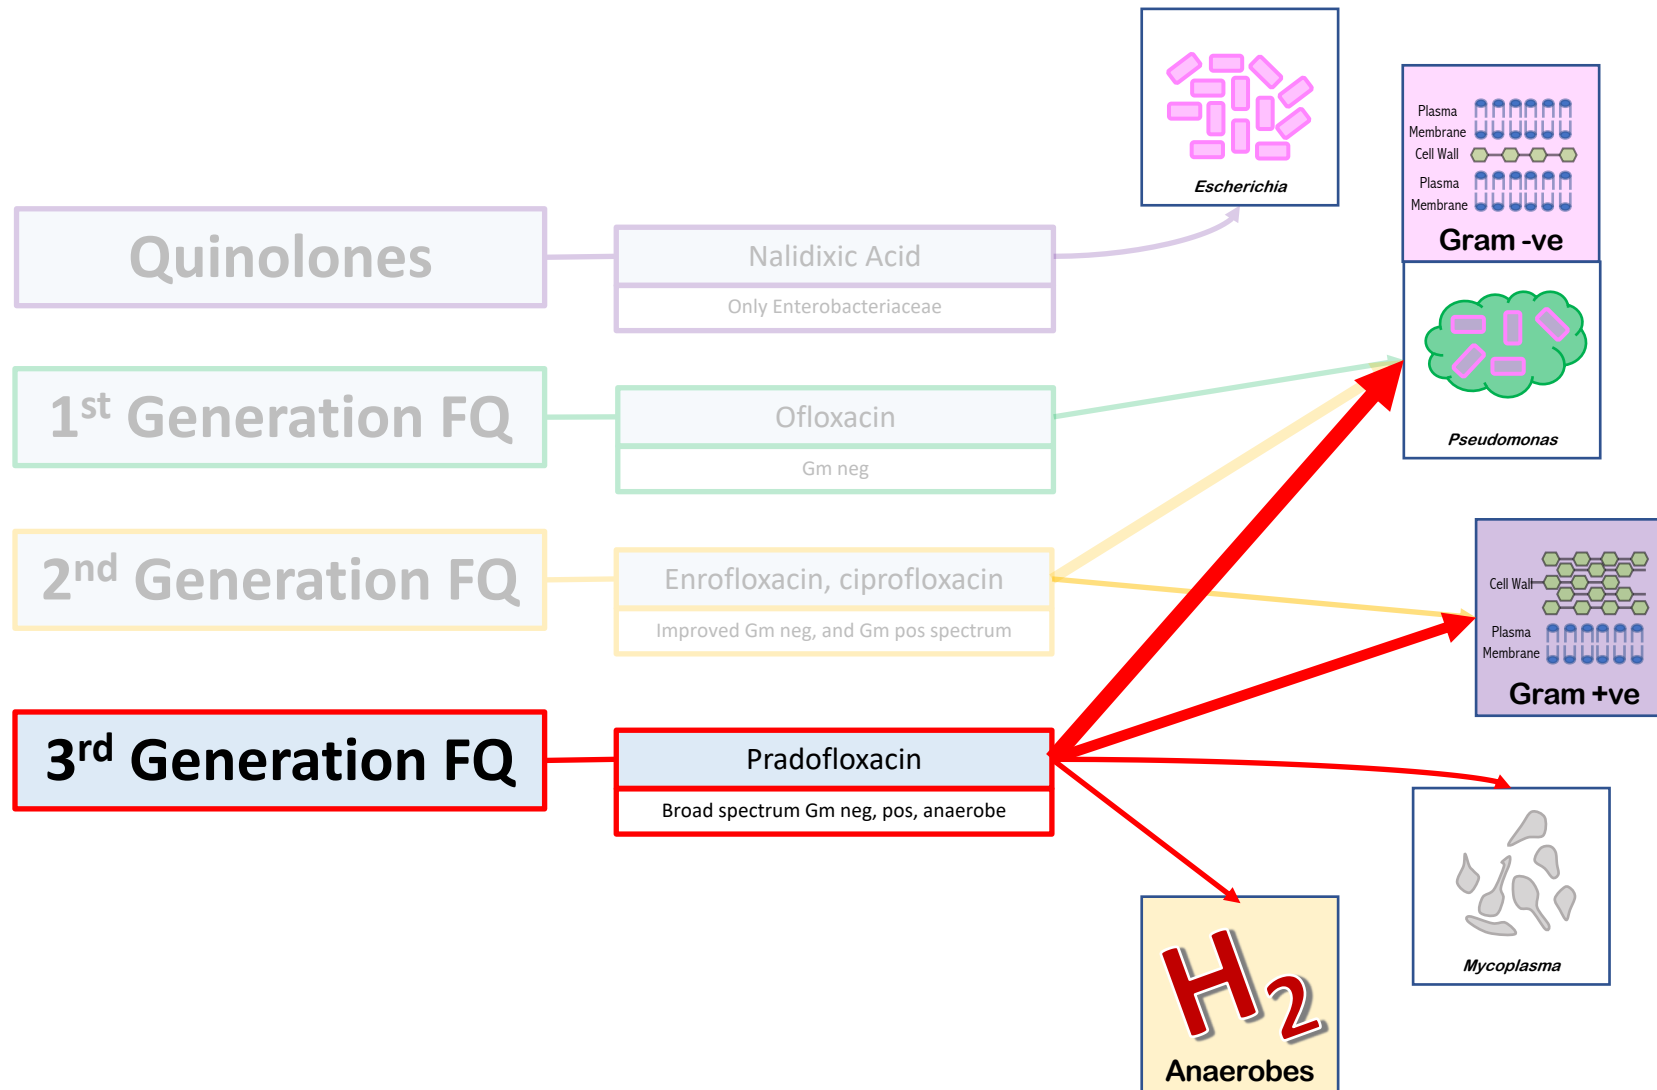 Escherichia
Plasma
Membrane
Cell Wall
Plasma
Membrane
Gram -ve
Quinolones
Nalidixic Acid
Only Enterobacteriaceae
Pseudomonas
1st Generation FQ
Ofloxacin
Gm neg
2nd Generation FQ
Enrofloxacin, ciprofloxacin
Improved Gm neg, and Gm pos spectrum
Cell Wall
Plasma
Membrane
Gram +ve
3rd Generation FQ
Pradofloxacin
Broad spectrum Gm neg, pos, anaerobe
Mycoplasma
H2
Anaerobes